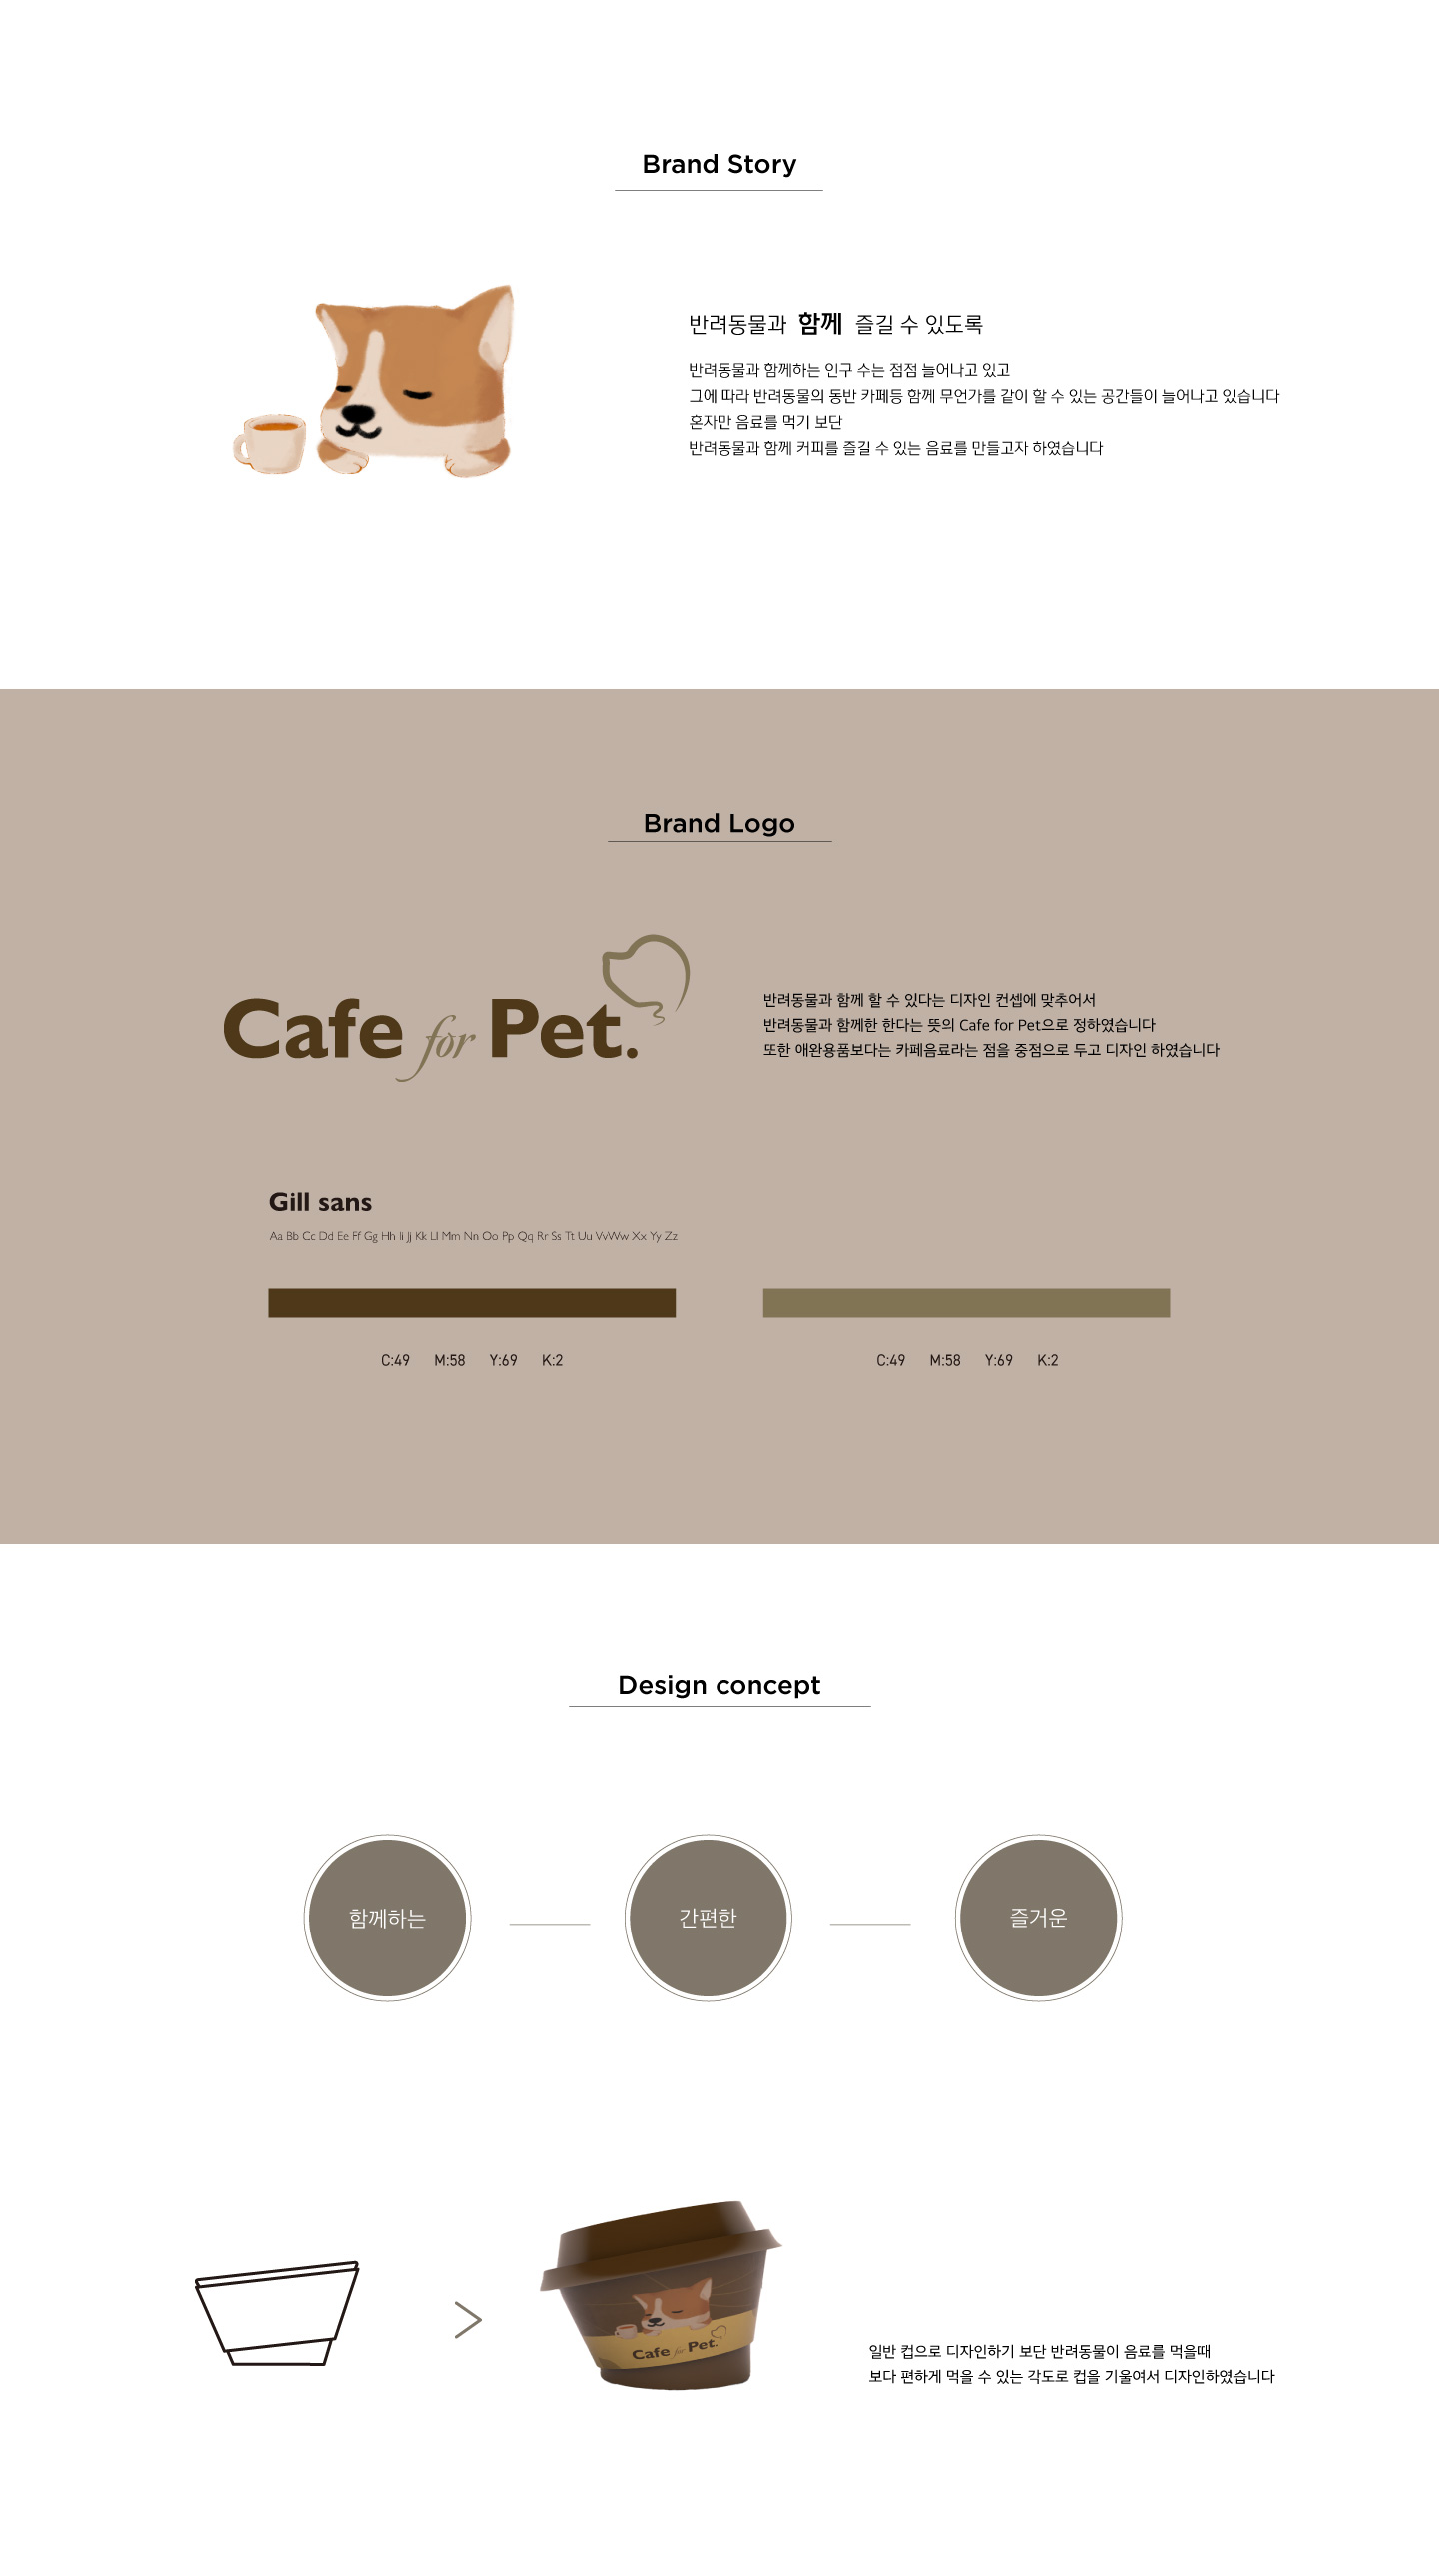 Brand Story
반려동물과 함께 즐길 수 있도록
반려동물과 함께하는 인구 수는 점점 늘어나고 있고
그에 따라 반려동물의 동반 카페등 함께 무언가를 같이 할 수 있는 공간들이 늘어나고 있습니다
혼자만 음료를 먹기 보단
반려동물과 함께 커피를 즐길 수 있는 음료를 만들고자 하였습니다
Brand Logo
Cafe for Pet.
반려동물과 함께 할 수 있다는 디자인 컨셉에 맞추어서
반려동물과 함께한 한다는 뜻의 Cafe for Pet으로 정하였습니다
또한 애완용품보다는 카페음료라는 점을 중점으로 두고 디자인 하였습니다
Gill sans
Aa Bb Cc Dd Ee Ff Gg Hh Ii Jj Kk Ll Mm Nn Oo Pp Qq Rr Ss Tt Uu VvWw Xx Yy Zz
C:49 M:58 Y:69 K:2
C:49 M:58 Y:69 K:2
Design concept
함께하는
간편한
즐거운
Cafe for Pet.
일반 컵으로 디자인하기 보단 반려동물이 음료를 먹을때
보다 편하게 먹을 수 있는 각도로 컵을 기울여서 디자인하였습니다